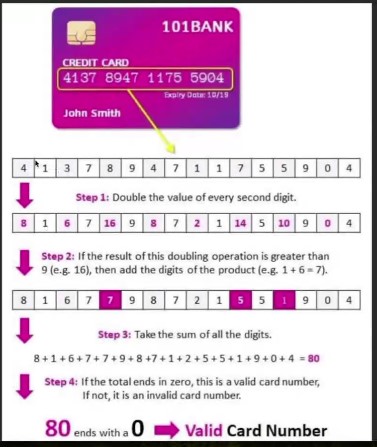 101BANK
CREDIT CARD
4137 8947 1175 5904
Expiry Date: 10/19
John Smith
4 1 3 7 8 9 4 7 1 1 7 5 5 9 0 4
Step 1: Double the value of every second digit.
8 1 6 7 16 9 8 7 2 1 14 5 10 9 0 4
Step 2: If the result of this doubling operation is greater than
9 (e.g. 16), then add the digits of the product (e.g. 1 + 6 = 7).
8 1 6 7 7 9 8 7 2 1 5 5 1 9 0 4
Step 3: Take the sum of all the digits.
8 + 1 + 6 + 7 + 7 + 9 + 8 +7 + 1 + 2 + 5 + 5 + 1 + 9 + 0 + 4 = 80
Step 4: If the total ends in zero, this is a valid card number,
If not, it is an invalid card number.
80 ends with a 0 Valid Card Number